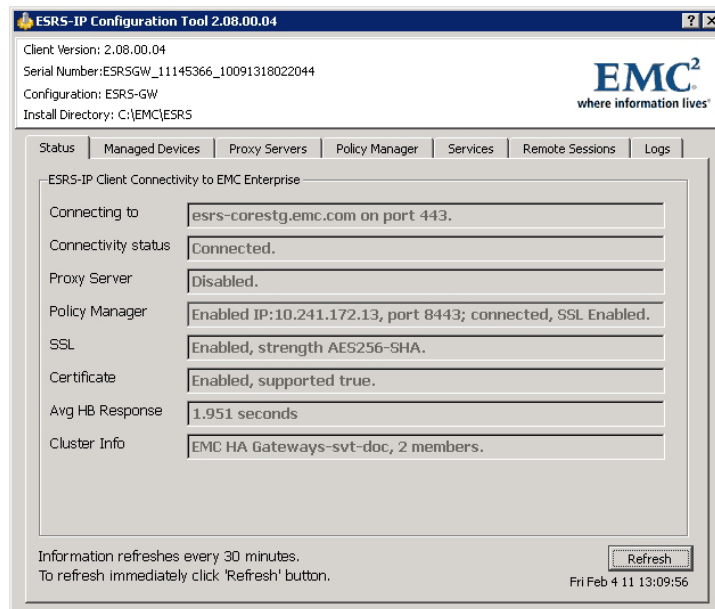 ESRS-IP Configuration Tool 2.08.00.04
Client Version: 2.08.00.04
Serial Number:ESRSGW_11145366_10091318022044
Configuration: ESRS-GW
Install Directory: C:\EMC\ESRS
EMC²
where information lives®
Status Managed Devices Proxy Servers Policy Manager Services Remote Sessions Logs
ESRS-IP Client Connectivity to EMC Enterprise
Connecting to esrs-corestg.emc.com on port 443.
Connectivity status Connected.
Proxy Server Disabled.
Policy Manager Enabled IP:10.241.172.13, port 8443; connected, SSL Enabled.
SSL Enabled, strength AES256-SHA.
Certificate Enabled, supported true.
Avg HB Response 1.951 seconds
Cluster Info EMC HA Gateways-svt-doc, 2 members.
Information refreshes every 30 minutes.
To refresh immediately click 'Refresh' button.
Refresh
Fri Feb 4 11 13:09:56